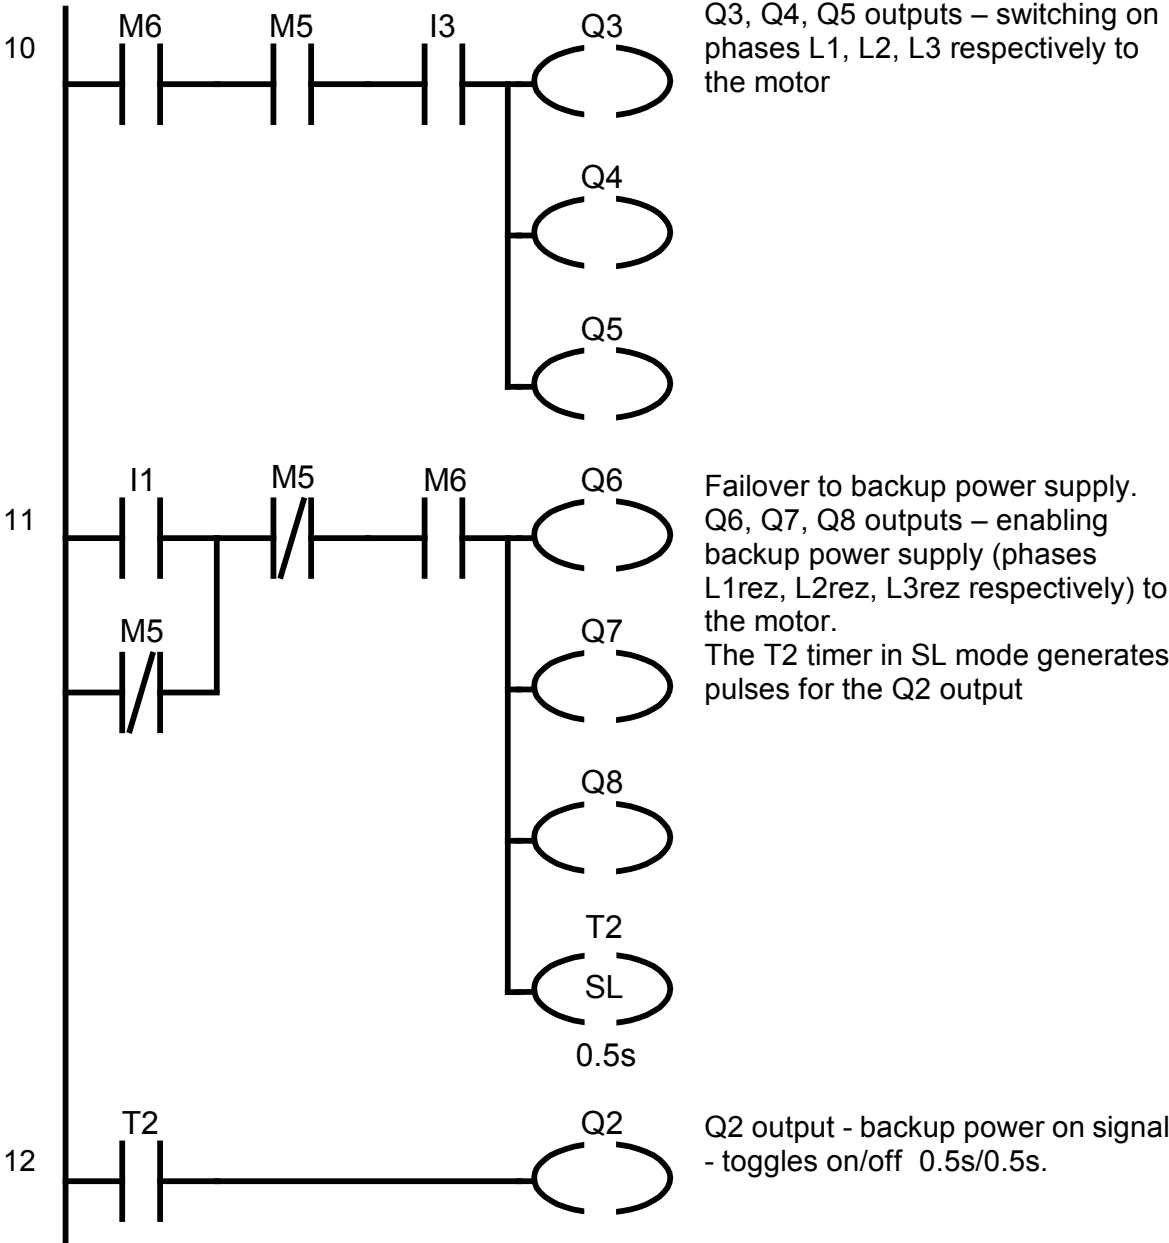 Q3, Q4, Q5 outputs – switching on
phases L1, L2, L3 respectively to
the motor
10
M6 M5 I3 Q3
Q4
Q5
11
I1 M5 M6 Q6
Failover to backup power supply.
Q6, Q7, Q8 outputs – enabling
backup power supply (phases
L1rez, L2rez, L3rez respectively) to
the motor.
The T2 timer in SL mode generates
pulses for the Q2 output
M5 Q7
Q8
T2
SL
0.5s
12
T2 Q2
Q2 output - backup power on signal
- toggles on/off 0.5s/0.5s.